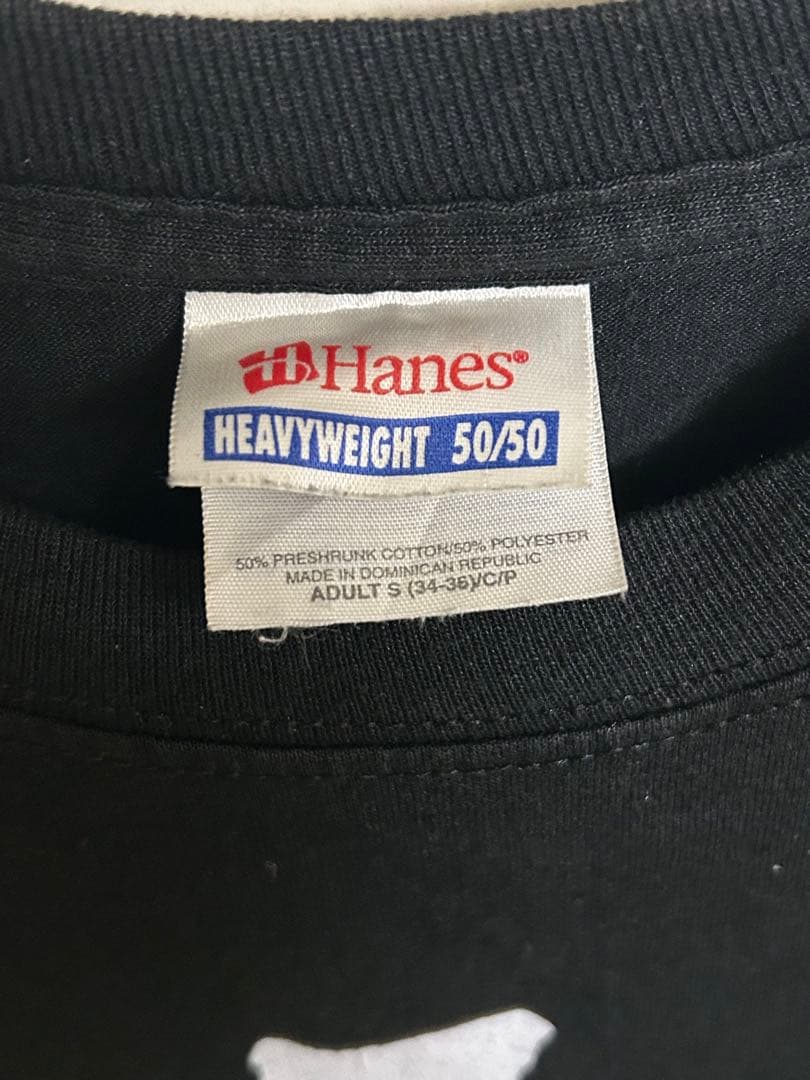 Hanes®
HEAVYWEIGHT 50/50
50% PRESHRUNK COTTON/50% POLYESTER
MADE IN DOMINICAN REPUBLIC
ADULT S (34-36)/C/P